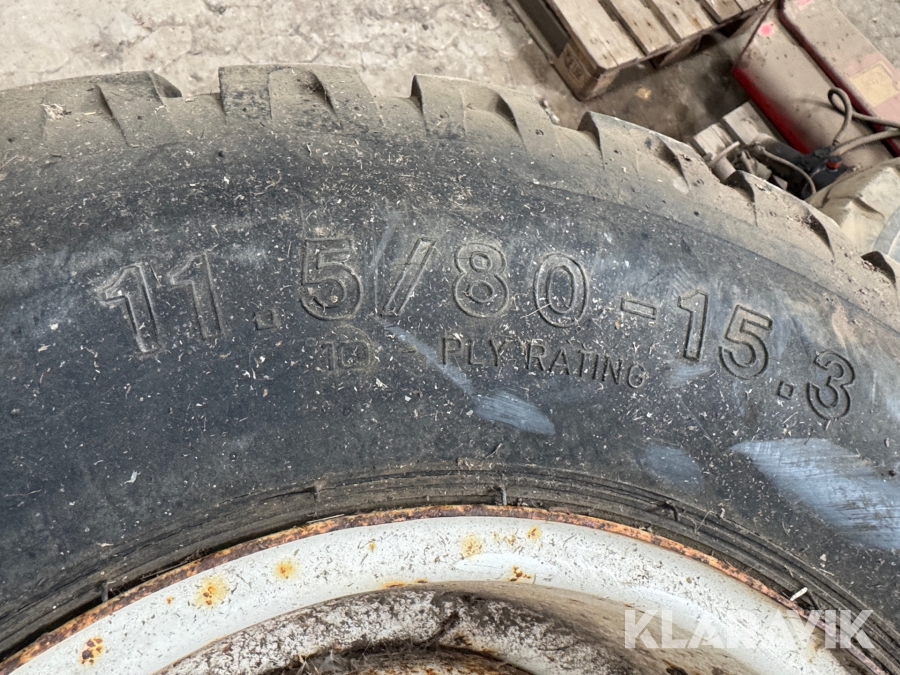 11.5/80-15.3
10 - PLY RATING
KLARAVIK